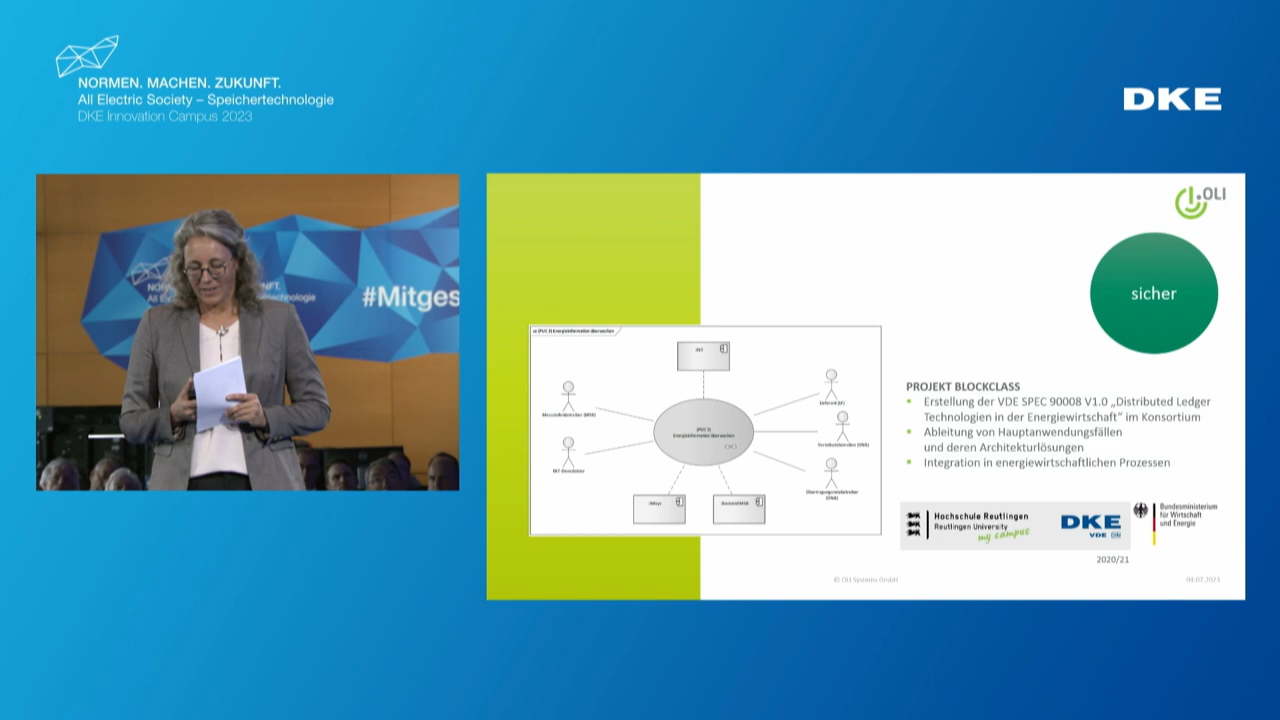 NORMEN. MACHEN. ZUKUNFT.
All Electric Society – Speichertechnologie
DKE Innovation Campus 2023
DKE
#Mitges
OLI
sicher
PROJEKT BLOCKCLASS
Erstellung der VDE SPEC 90008 V1.0 „Distributed Ledger
Technologien in der Energiewirtschaft“ im Konsortium
Ableitung von Hauptanwendungsfällen
und deren Architekturlösungen
Integration in energiewirtschaftlichen Prozessen
Energieinformation überwachen
Hochschule Reutlingen
Reutlingen University
my campus
DKE
VDE DIN
Bundesministerium
für Wirtschaft
und Energie
2020/21
© OLI Systems GmbH
04.07.2023